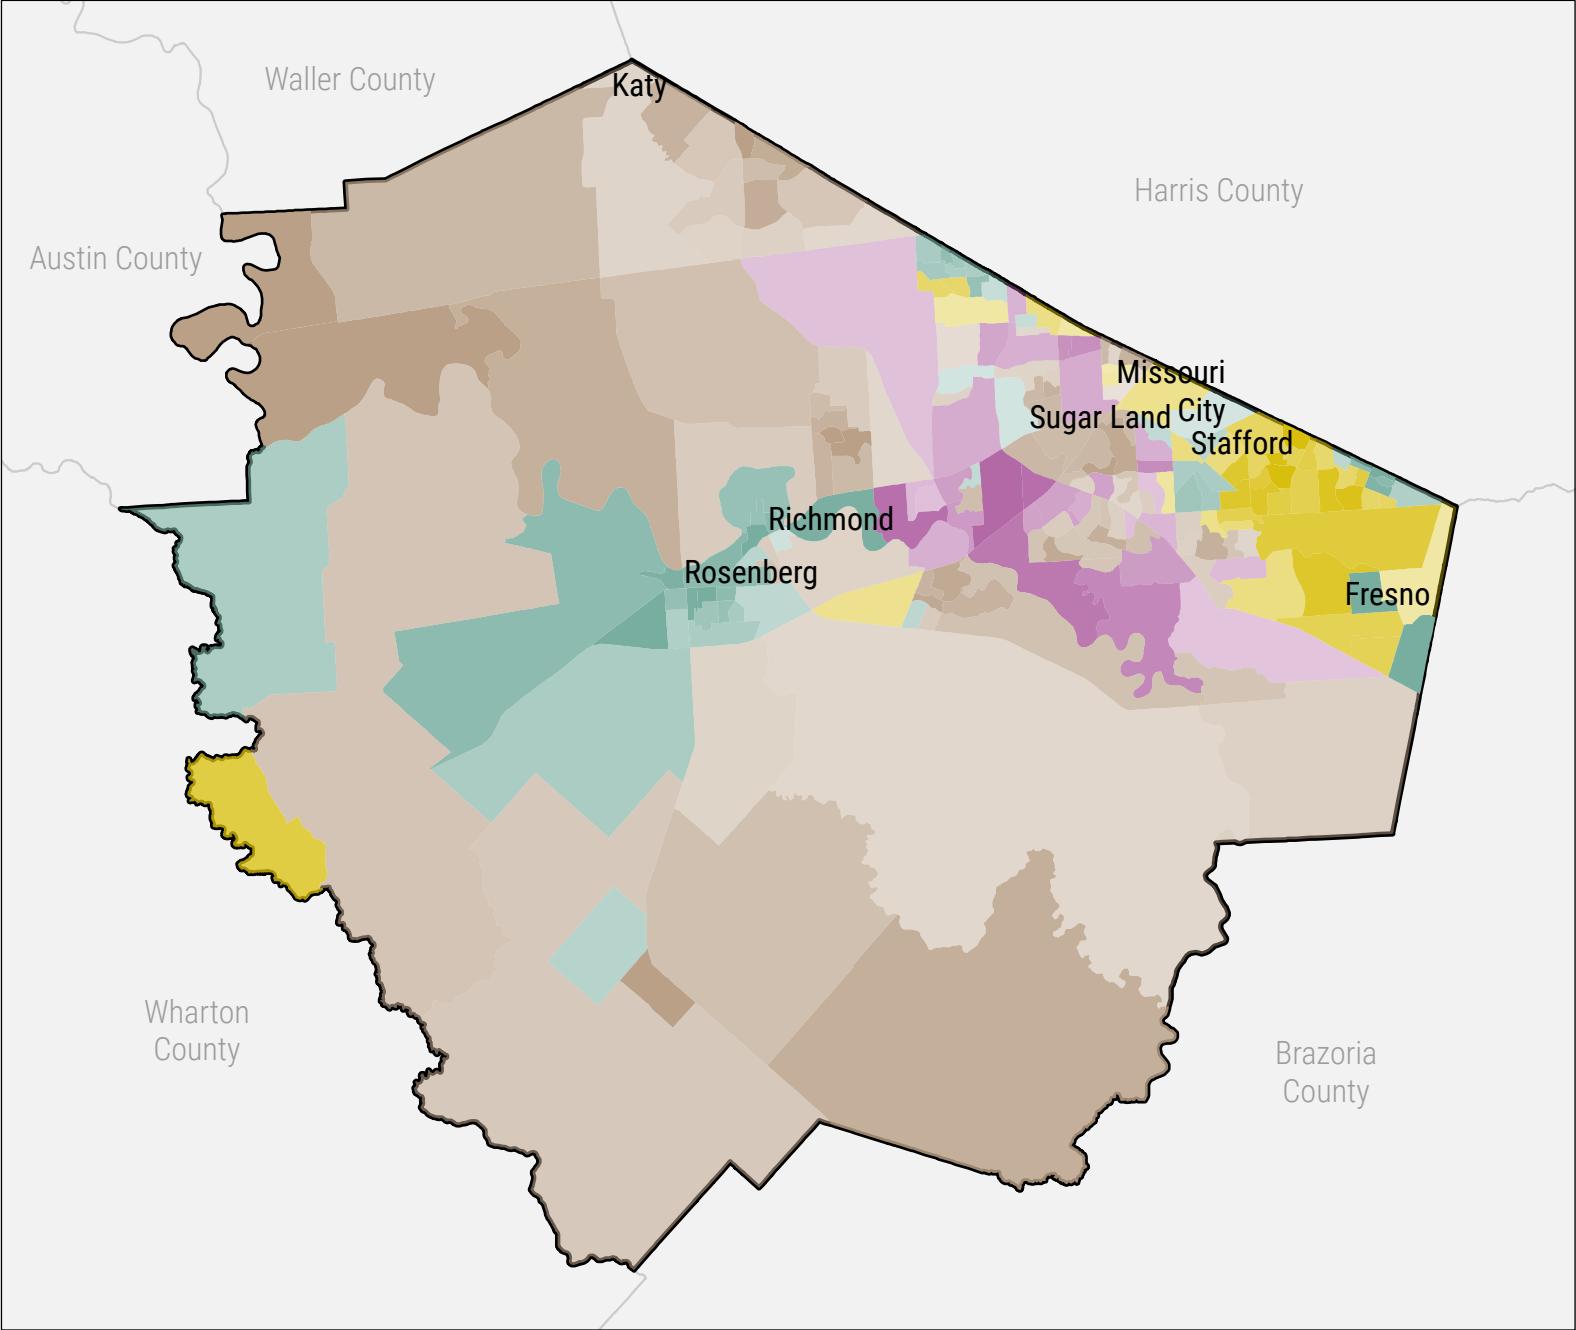 Waller County
Katy
Harris County
Austin County
Missouri
City
Sugar Land
Stafford
Richmond
Rosenberg
Fresno
Wharton
County
Brazoria
County